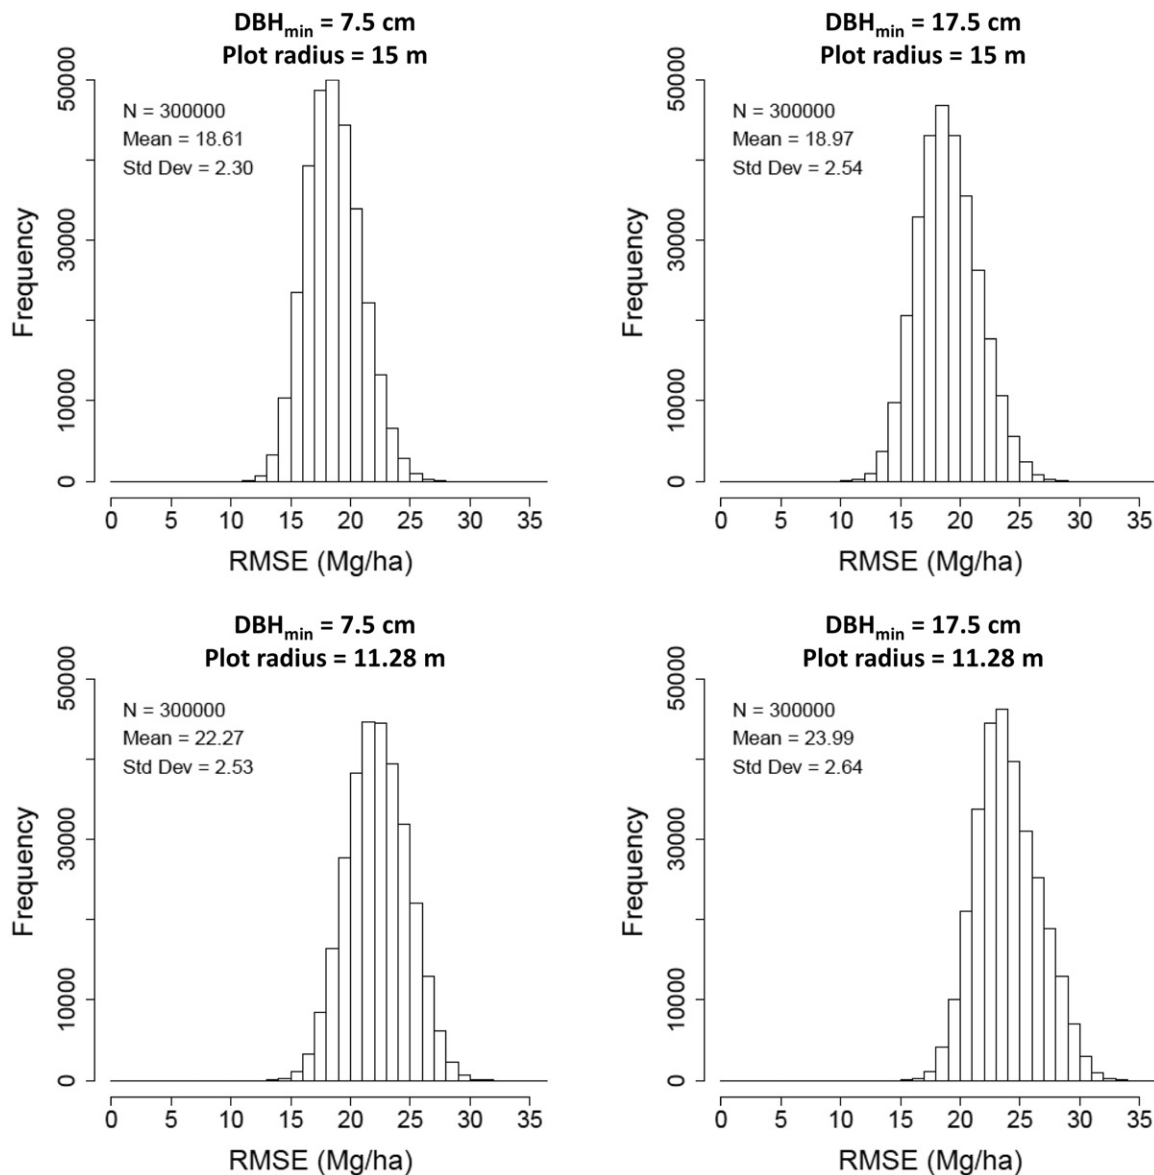 DBHmin = 7.5 cm
Plot radius = 15 m
N = 300000
Mean = 18.61
Std Dev = 2.30
Frequency
50000
30000
10000
0
0 5 10 15 20 25 30 35
RMSE (Mg/ha)
DBHmin = 17.5 cm
Plot radius = 15 m
N = 300000
Mean = 18.97
Std Dev = 2.54
Frequency
50000
30000
10000
0
0 5 10 15 20 25 30 35
RMSE (Mg/ha)
DBHmin = 7.5 cm
Plot radius = 11.28 m
N = 300000
Mean = 22.27
Std Dev = 2.53
Frequency
50000
30000
10000
0
0 5 10 15 20 25 30 35
RMSE (Mg/ha)
DBHmin = 17.5 cm
Plot radius = 11.28 m
N = 300000
Mean = 23.99
Std Dev = 2.64
Frequency
50000
30000
10000
0
0 5 10 15 20 25 30 35
RMSE (Mg/ha)